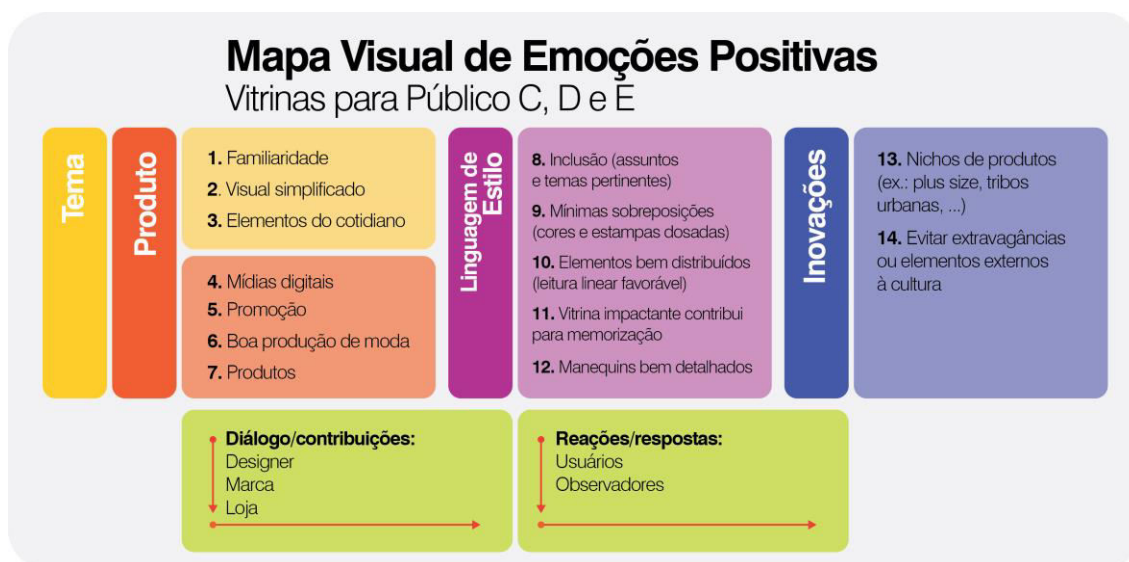 Mapa Visual de Emoções Positivas
Vitrinas para Público C, D e E
Tema
Produto
1. Familiaridade
2. Visual simplificado
3. Elementos do cotidiano
4. Mídias digitais
5. Promoção
6. Boa produção de moda
7. Produtos
Linguagem de
Estilo
8. Inclusão (assuntos
e temas pertinentes)
9. Mínimas sobreposições
(cores e estampas dosadas)
10. Elementos bem distribuídos
(leitura linear favorável)
11. Vitrina impactante contribui
para memorização
12. Manequins bem detalhados
Inovações
13. Nichos de produtos
(ex.: plus size, tribos
urbanas, ...)
14. Evitar extravagâncias
ou elementos externos
à cultura
Diálogo/contribuições:
Designer
Marca
Loja
Reações/respostas:
Usuários
Observadores